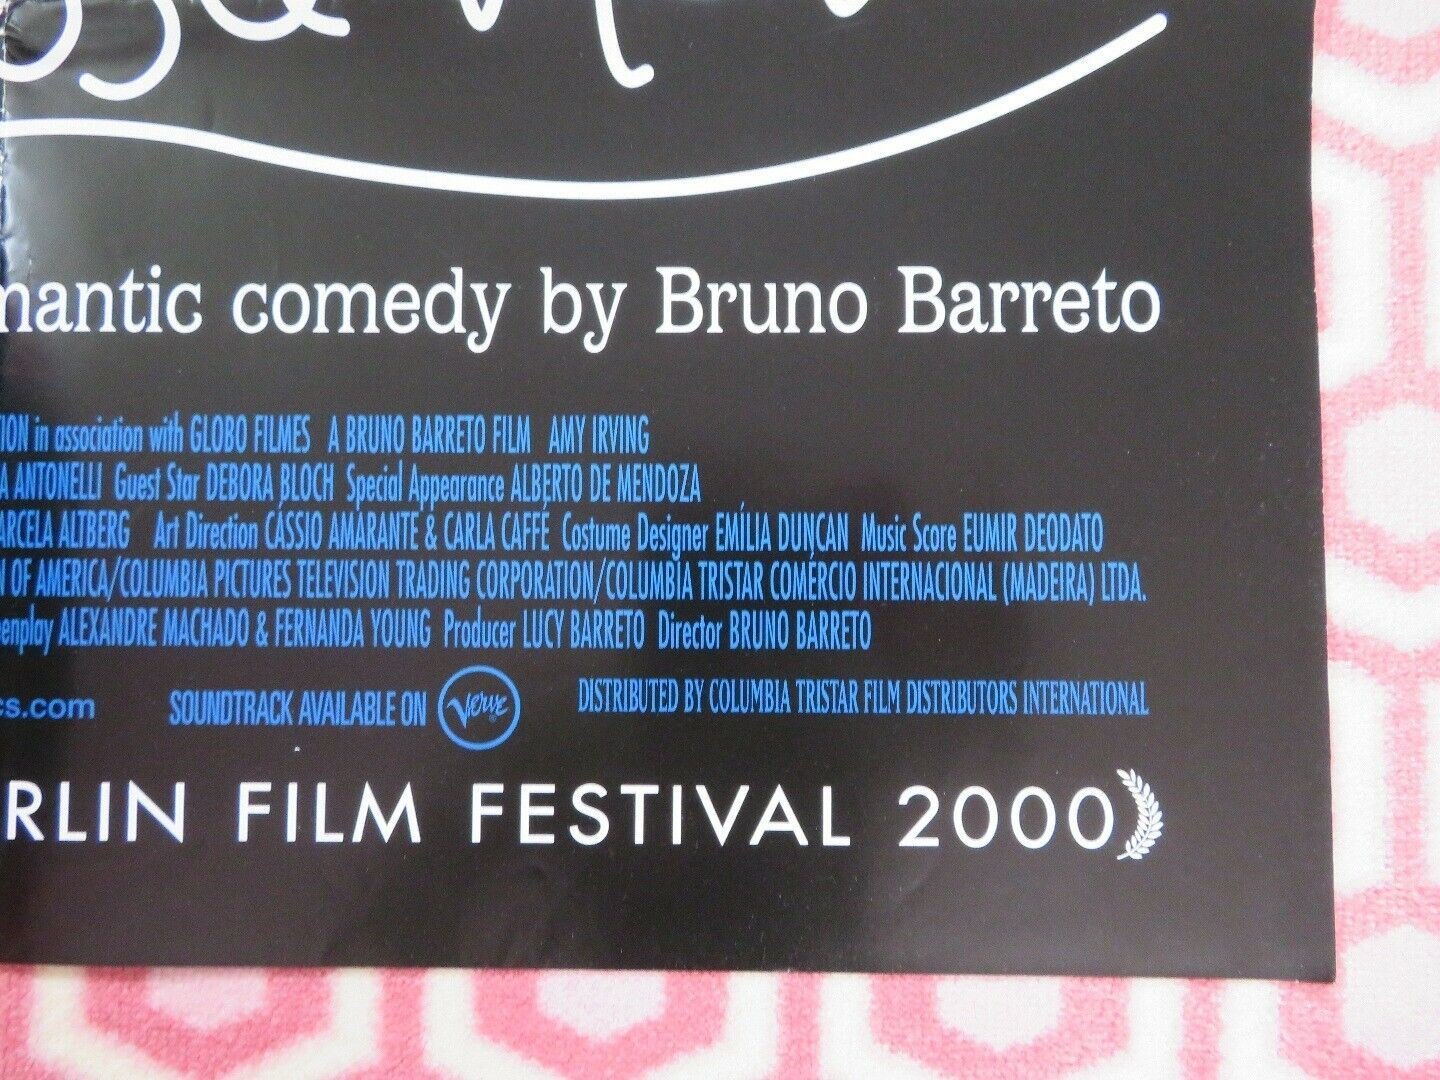 mantic comedy by Bruno Barreto
TION in association with GLOBO FILMES A BRUNO BARRETO FILM AMY IRVING
A ANTONELLI Guest Star DEBORA BLOCH Special Appearance ALBERTO DE MENDOZA
ARCELA ALTBERG Art Direction CÁSSIO AMARANTE & CARLA CAFFÉ Costume Designer EMÍLIA DUNCAN Music Score EUMIR DEODATO
N OF AMERICA/COLUMBIA PICTURES TELEVISION TRADING CORPORATION/COLUMBIA TRISTAR COMÉRCIO INTERNACIONAL (MADEIRA) LTDA.
enplay ALEXANDRE MACHADO & FERNANDA YOUNG Producer LUCY BARRETO Director BRUNO BARRETO
cs.com SOUNDTRACK AVAILABLE ON Verve® DISTRIBUTED BY COLUMBIA TRISTAR FILM DISTRIBUTORS INTERNATIONAL
RLIN FILM FESTIVAL 2000